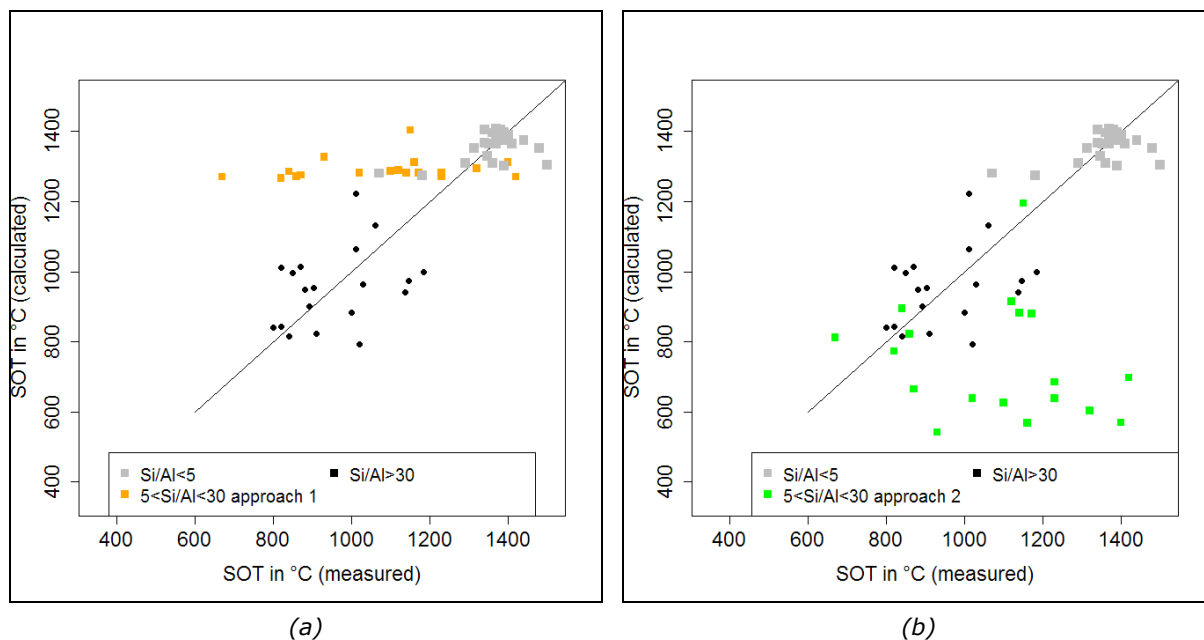 SOT in °C (calculated)
1400
1200
1000
800
600
400
Si/Al<5
Si/Al>30
5<Si/Al<30 approach 1
400 600 800 1000 1200 1400
SOT in °C (measured)
(a)
SOT in °C (calculated)
1400
1200
1000
800
600
400
Si/Al<5
Si/Al>30
5<Si/Al<30 approach 2
400 600 800 1000 1200 1400
SOT in °C (measured)
(b)